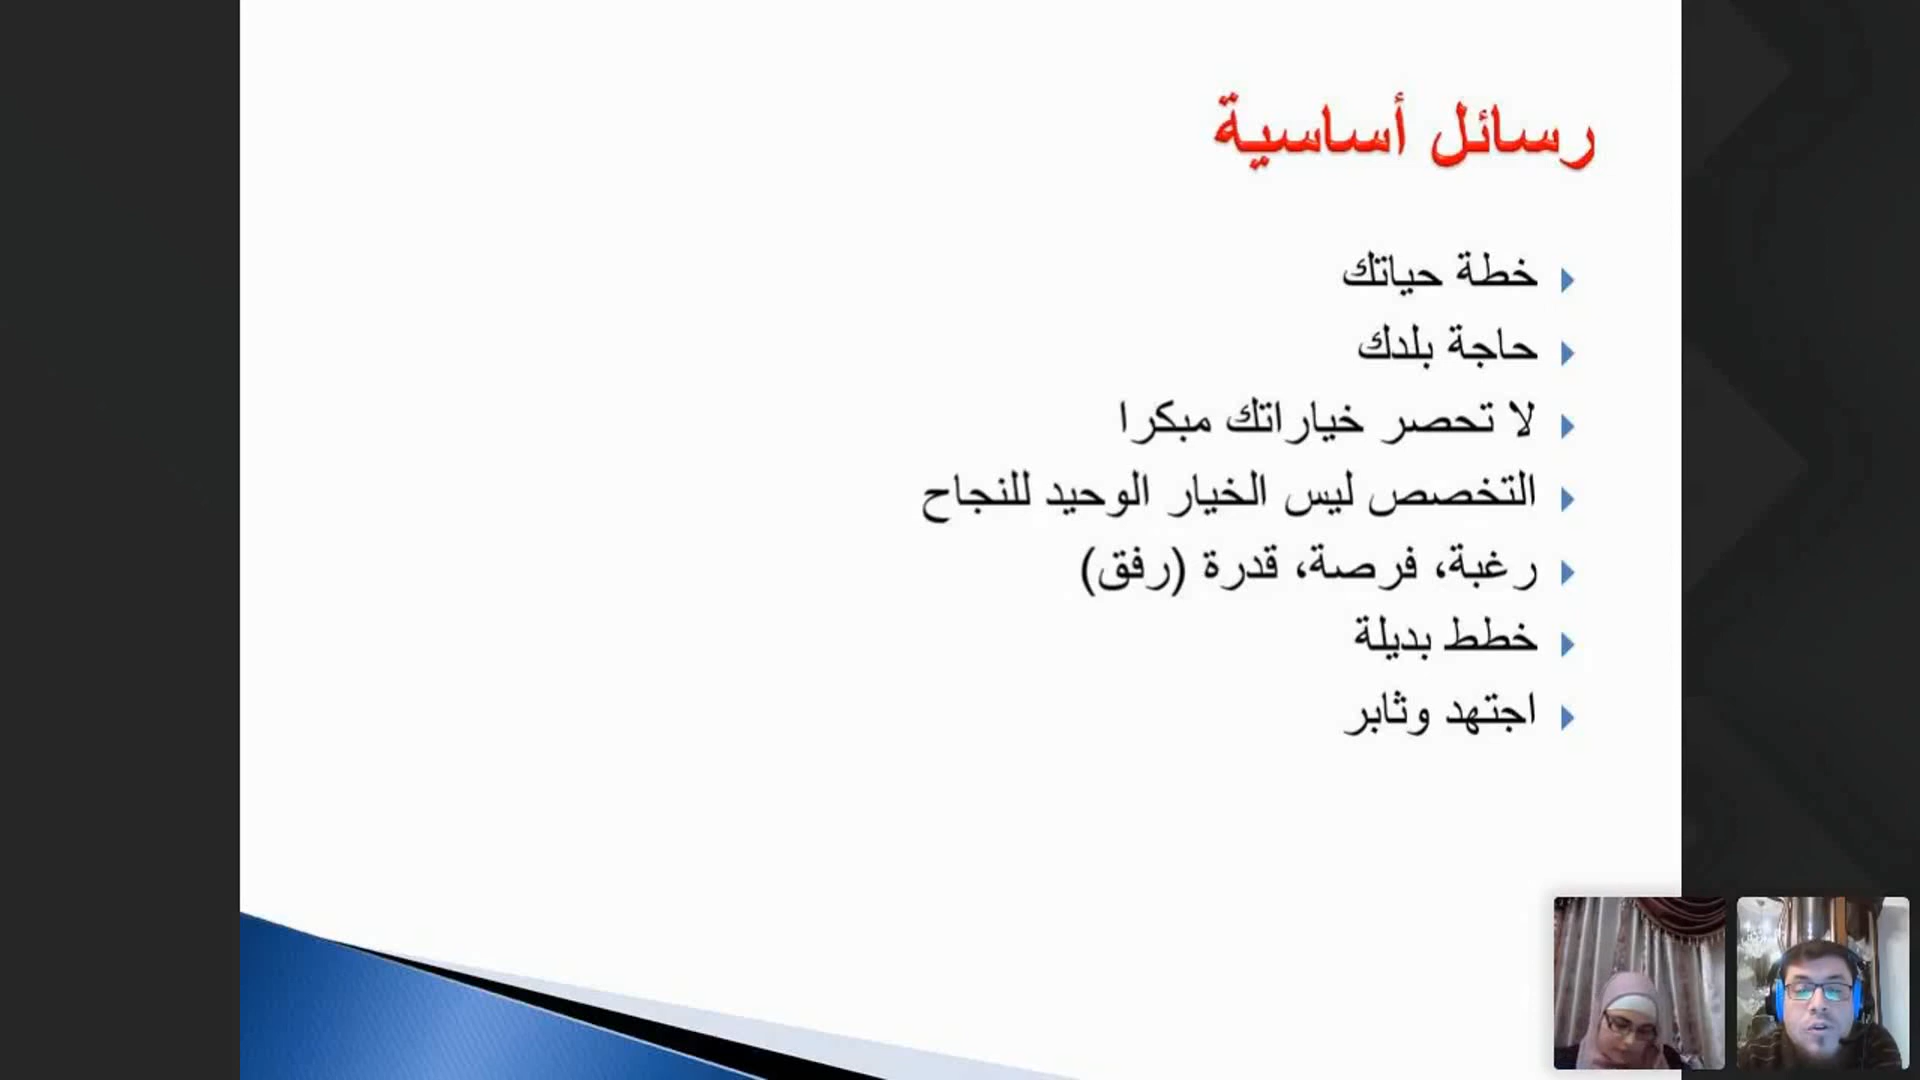 رسائل أساسية
خطة حياتك
حاجة بلدك
لا تحصر خياراتك مبكرا
التخصص ليس الخيار الوحيد للنجاح
رغبة، فرصة، قدرة (رفق)
خطط بديلة
اجتهد وثابر